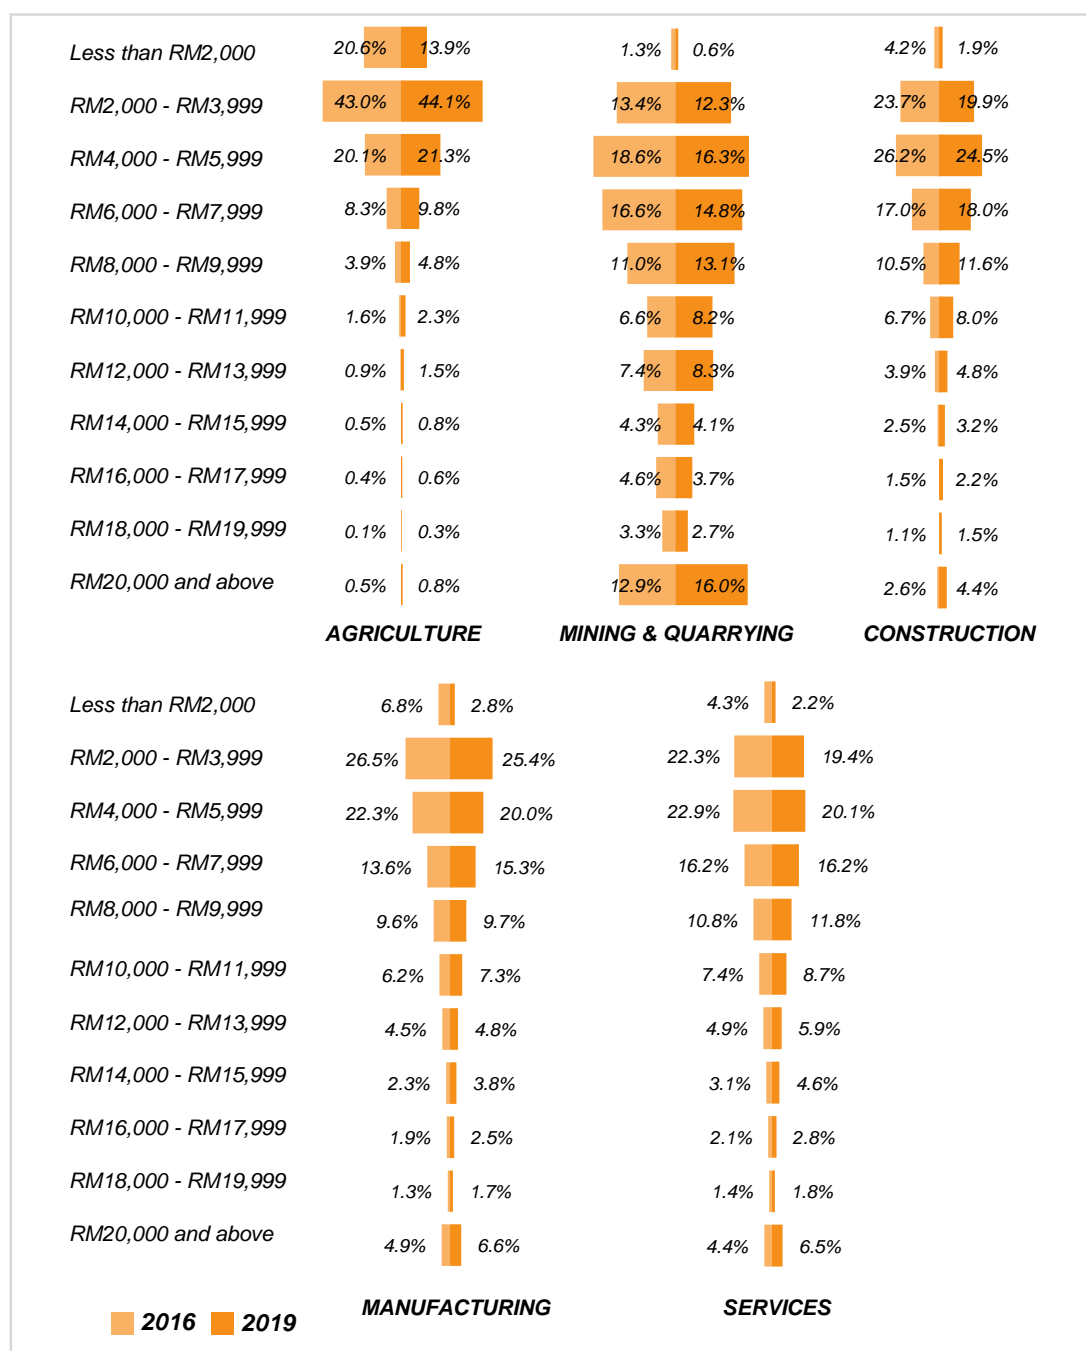 Less than RM2,000 20.6% 13.9% 1.3% 0.6% 4.2% 1.9%
RM2,000 - RM3,999 43.0% 44.1% 13.4% 12.3% 23.7% 19.9%
RM4,000 - RM5,999 20.1% 21.3% 18.6% 16.3% 26.2% 24.5%
RM6,000 - RM7,999 8.3% 9.8% 16.6% 14.8% 17.0% 18.0%
RM8,000 - RM9,999 3.9% 4.8% 11.0% 13.1% 10.5% 11.6%
RM10,000 - RM11,999 1.6% 2.3% 6.6% 8.2% 6.7% 8.0%
RM12,000 - RM13,999 0.9% 1.5% 7.4% 8.3% 3.9% 4.8%
RM14,000 - RM15,999 0.5% 0.8% 4.3% 4.1% 2.5% 3.2%
RM16,000 - RM17,999 0.4% 0.6% 4.6% 3.7% 1.5% 2.2%
RM18,000 - RM19,999 0.1% 0.3% 3.3% 2.7% 1.1% 1.5%
RM20,000 and above 0.5% 0.8% 12.9% 16.0% 2.6% 4.4%
AGRICULTURE MINING & QUARRYING CONSTRUCTION
Less than RM2,000 6.8% 2.8% 4.3% 2.2%
RM2,000 - RM3,999 26.5% 25.4% 22.3% 19.4%
RM4,000 - RM5,999 22.3% 20.0% 22.9% 20.1%
RM6,000 - RM7,999 13.6% 15.3% 16.2% 16.2%
RM8,000 - RM9,999 9.6% 9.7% 10.8% 11.8%
RM10,000 - RM11,999 6.2% 7.3% 7.4% 8.7%
RM12,000 - RM13,999 4.5% 4.8% 4.9% 5.9%
RM14,000 - RM15,999 2.3% 3.8% 3.1% 4.6%
RM16,000 - RM17,999 1.9% 2.5% 2.1% 2.8%
RM18,000 - RM19,999 1.3% 1.7% 1.4% 1.8%
RM20,000 and above 4.9% 6.6% 4.4% 6.5%
MANUFACTURING SERVICES
2016 2019